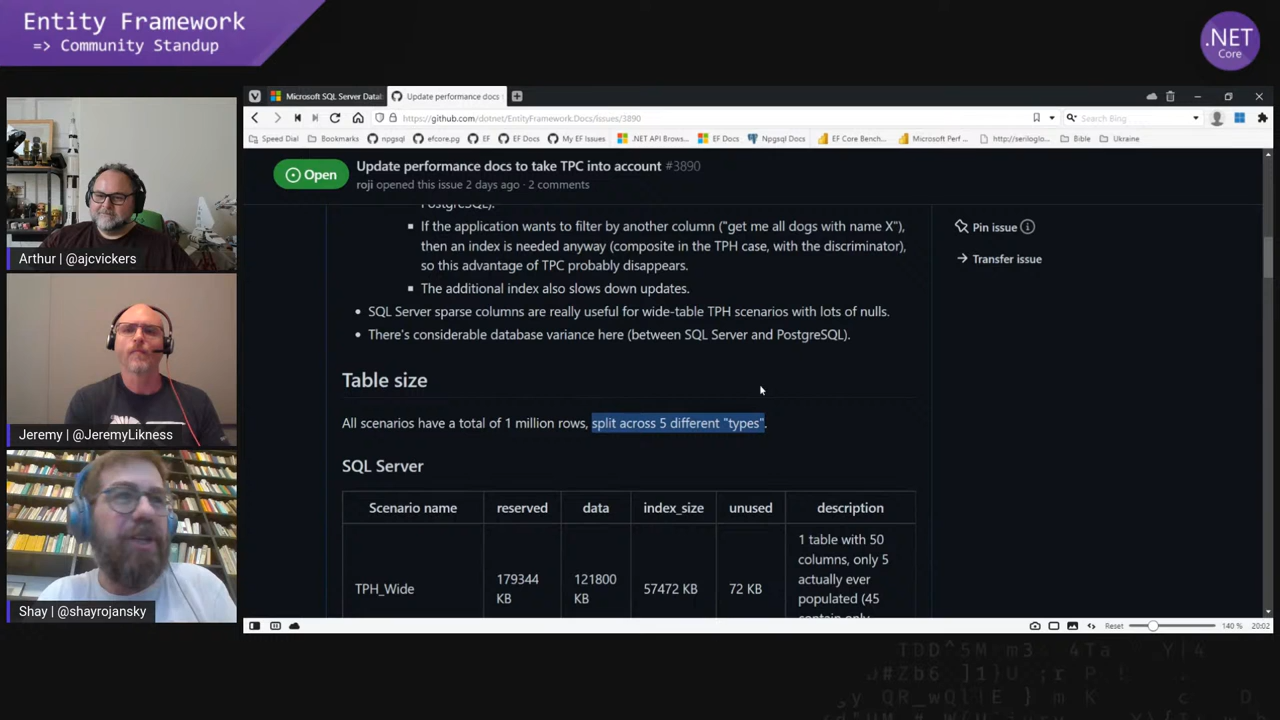 Entity Framework
=> Community Standup
.NET
Core
Arthur | @ajcvickers
Jeremy | @JeremyLikness
Shay | @shayrojansky
Microsoft SQL Server Datab
Update performance docs
https://github.com/dotnet/EntityFramework.Docs/issues/3890
Search Bing
Speed Dial
Bookmarks
npgsql
efcore.pg
EF
EF Docs
My EF Issues
.NET API Brows...
EF Docs
Npgsql Docs
EF Core Bench...
Microsoft Perf ...
http://serilog
Bible
Ukraine
Open
Update performance docs to take TPC into account #3890
roji opened this issue 2 days ago · 2 comments
PostgreSQL).
If the application wants to filter by another column ("get me all dogs with name X"),
then an index is needed anyway (composite in the TPH case, with the discriminator),
so this advantage of TPC probably disappears.
The additional index also slows down updates.
SQL Server sparse columns are really useful for wide-table TPH scenarios with lots of nulls.
There's considerable database variance here (between SQL Server and PostgreSQL).
Pin issue
Transfer issue
Table size
All scenarios have a total of 1 million rows, split across 5 different "types".
SQL Server
Scenario name reserved data index_size unused description
TPH_Wide
179344
KB
121800
KB
57472 KB
72 KB
1 table with 50
columns, only 5
actually ever
populated (45
contain only
Reset
140 %
20:02